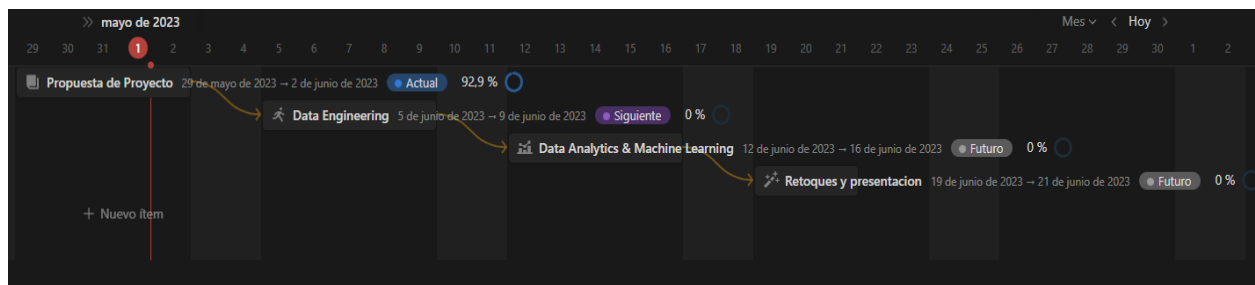 mayo de 2023 Mes Hoy
29 30 31 1 2 3 4 5 6 7 8 9 10 11 12 13 14 15 16 17 18 19 20 21 22 23 24 25 26 27 28 29 30 1 2
Propuesta de Proyecto 29 de mayo de 2023 → 2 de junio de 2023 Actual 92,9 %
Data Engineering 5 de junio de 2023 → 9 de junio de 2023 Siguiente 0 %
Data Analytics & Machine Learning 12 de junio de 2023 → 16 de junio de 2023 Futuro 0 %
Retoques y presentacion 19 de junio de 2023 → 21 de junio de 2023 Futuro 0 %
+ Nuevo ítem